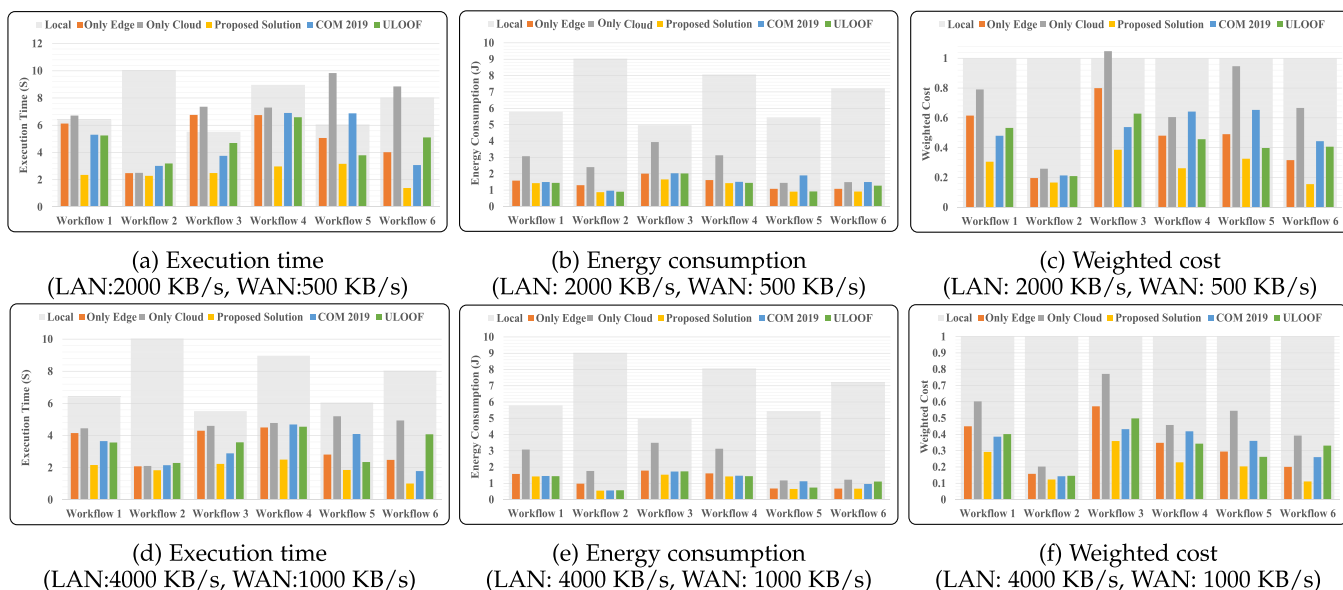 Local Only Edge Only Cloud Proposed Solution COM 2019 ULOOF
Execution Time (S)
12
10
8
6
4
2
0
Workflow 1 Workflow 2 Workflow 3 Workflow 4 Workflow 5 Workflow 6
(a) Execution time
(LAN:2000 KB/s, WAN:500 KB/s)
Local Only Edge Only Cloud Proposed Solution COM 2019 ULOOF
Energy Consumption (J)
10
9
8
7
6
5
4
3
2
1
0
Workflow 1 Workflow 2 Workflow 3 Workflow 4 Workflow 5 Workflow 6
(b) Energy consumption
(LAN: 2000 KB/s, WAN: 500 KB/s)
Local Only Edge Only Cloud Proposed Solution COM 2019 ULOOF
Weighted Cost
1
0.8
0.6
0.4
0.2
0
Workflow 1 Workflow 2 Workflow 3 Workflow 4 Workflow 5 Workflow 6
(c) Weighted cost
(LAN: 2000 KB/s, WAN: 500 KB/s)
Local Only Edge Only Cloud Proposed Solution COM 2019 ULOOF
Execution Time (S)
10
8
6
4
2
0
Workflow 1 Workflow 2 Workflow 3 Workflow 4 Workflow 5 Workflow 6
(d) Execution time
(LAN:4000 KB/s, WAN:1000 KB/s)
Local Only Edge Only Cloud Proposed Solution COM 2019 ULOOF
Energy Consumption (J)
10
9
8
7
6
5
4
3
2
1
0
Workflow 1 Workflow 2 Workflow 3 Workflow 4 Workflow 5 Workflow 6
(e) Energy consumption
(LAN: 4000 KB/s, WAN: 1000 KB/s)
Local Only Edge Only Cloud Proposed Solution COM 2019 ULOOF
Weighted Cost
1
0.9
0.8
0.7
0.6
0.5
0.4
0.3
0.2
0.1
0
Workflow 1 Workflow 2 Workflow 3 Workflow 4 Workflow 5 Workflow 6
(f) Weighted cost
(LAN: 4000 KB/s, WAN: 1000 KB/s)